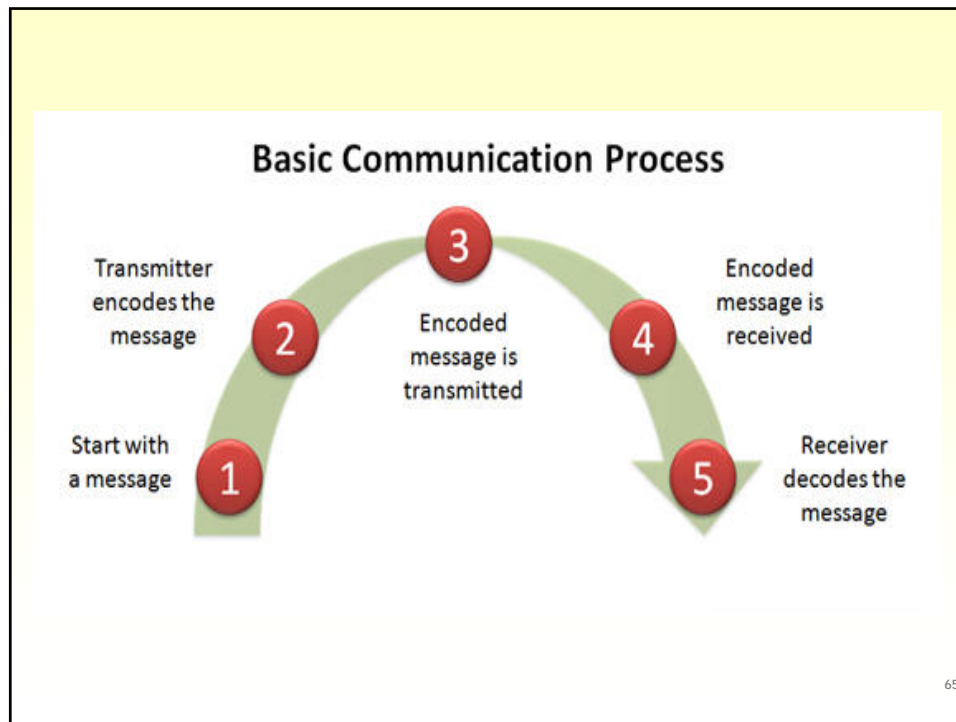 Basic Communication Process
1
Start with
a message
2
Transmitter
encodes the
message
3
Encoded
message is
transmitted
4
Encoded
message is
received
5
Receiver
decodes the
message
65